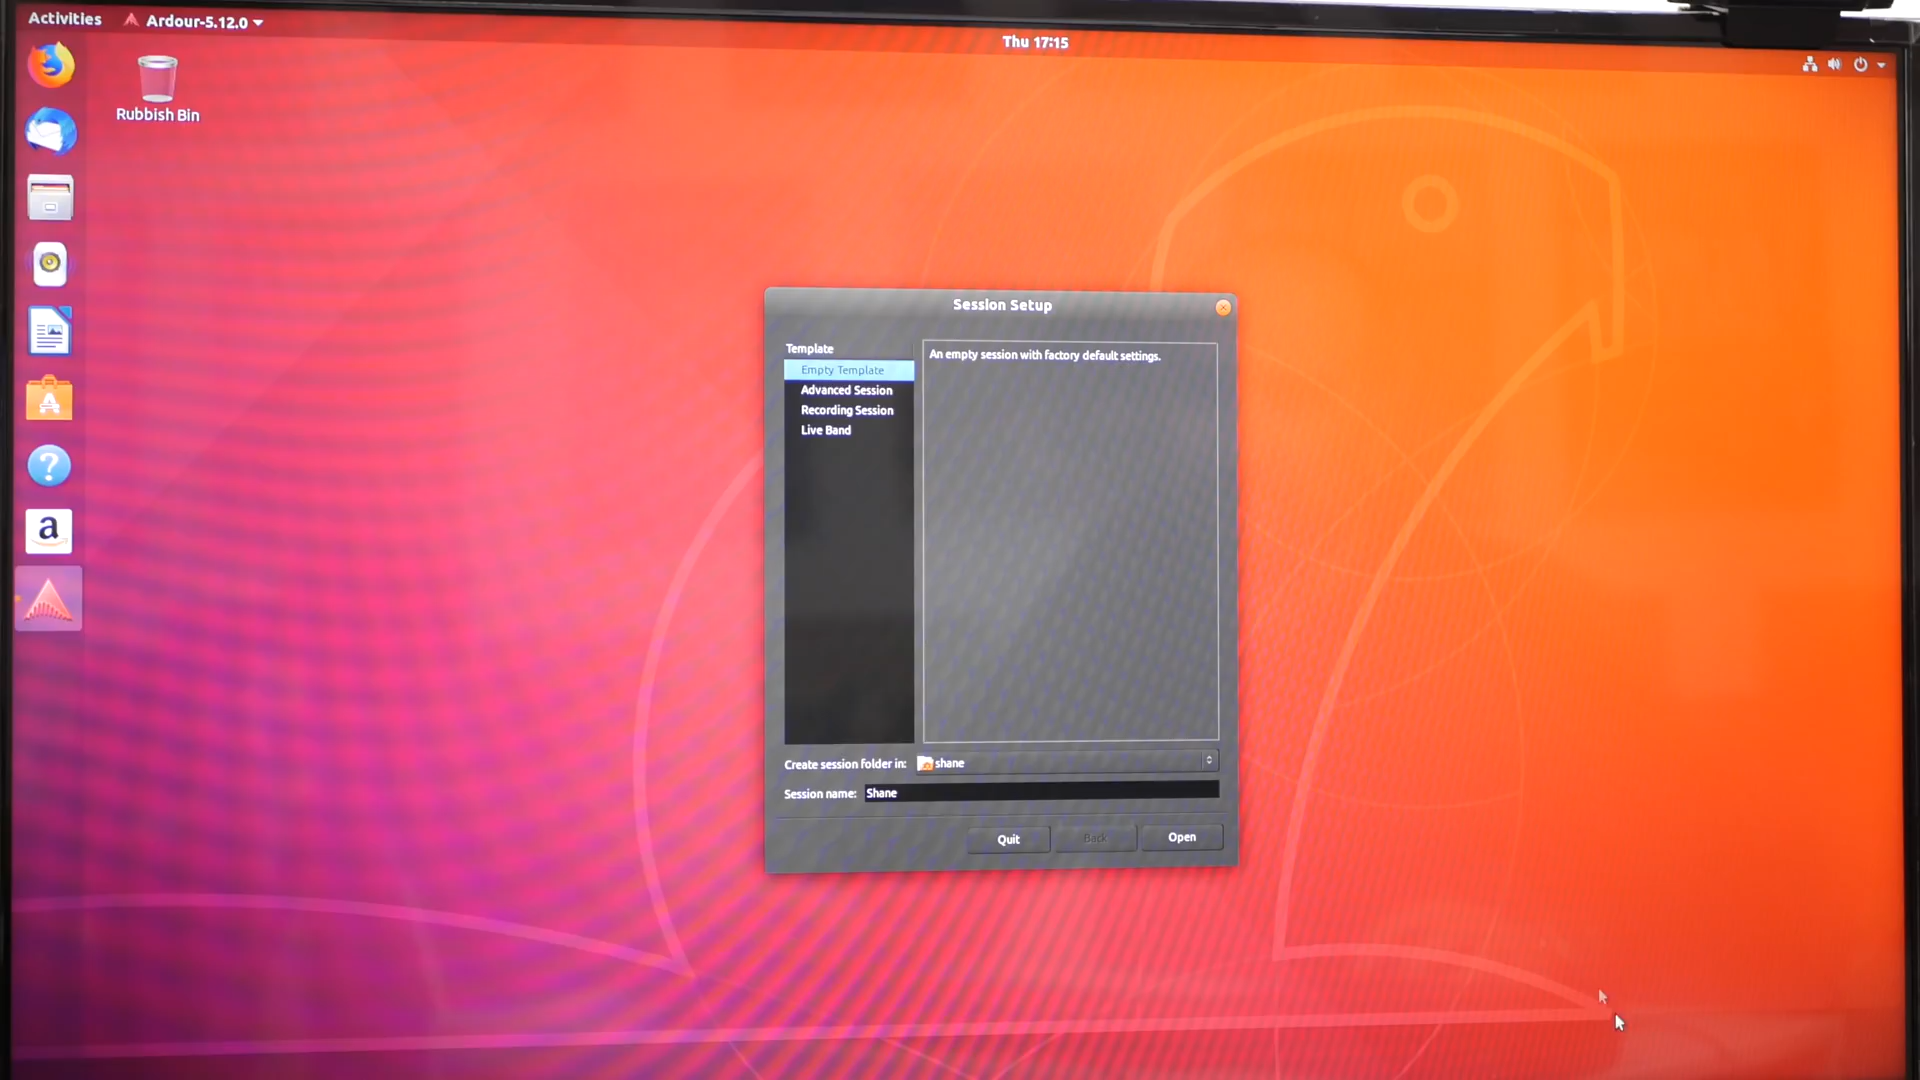 Activities
Ardour-5.12.0
Thu 17:15
Rubbish Bin
Session Setup
Template
Empty Template
Advanced Session
Recording Session
Live Band
An empty session with factory default settings.
Create session folder in: shane
Session name: Shane
Quit
Back
Open
?
a